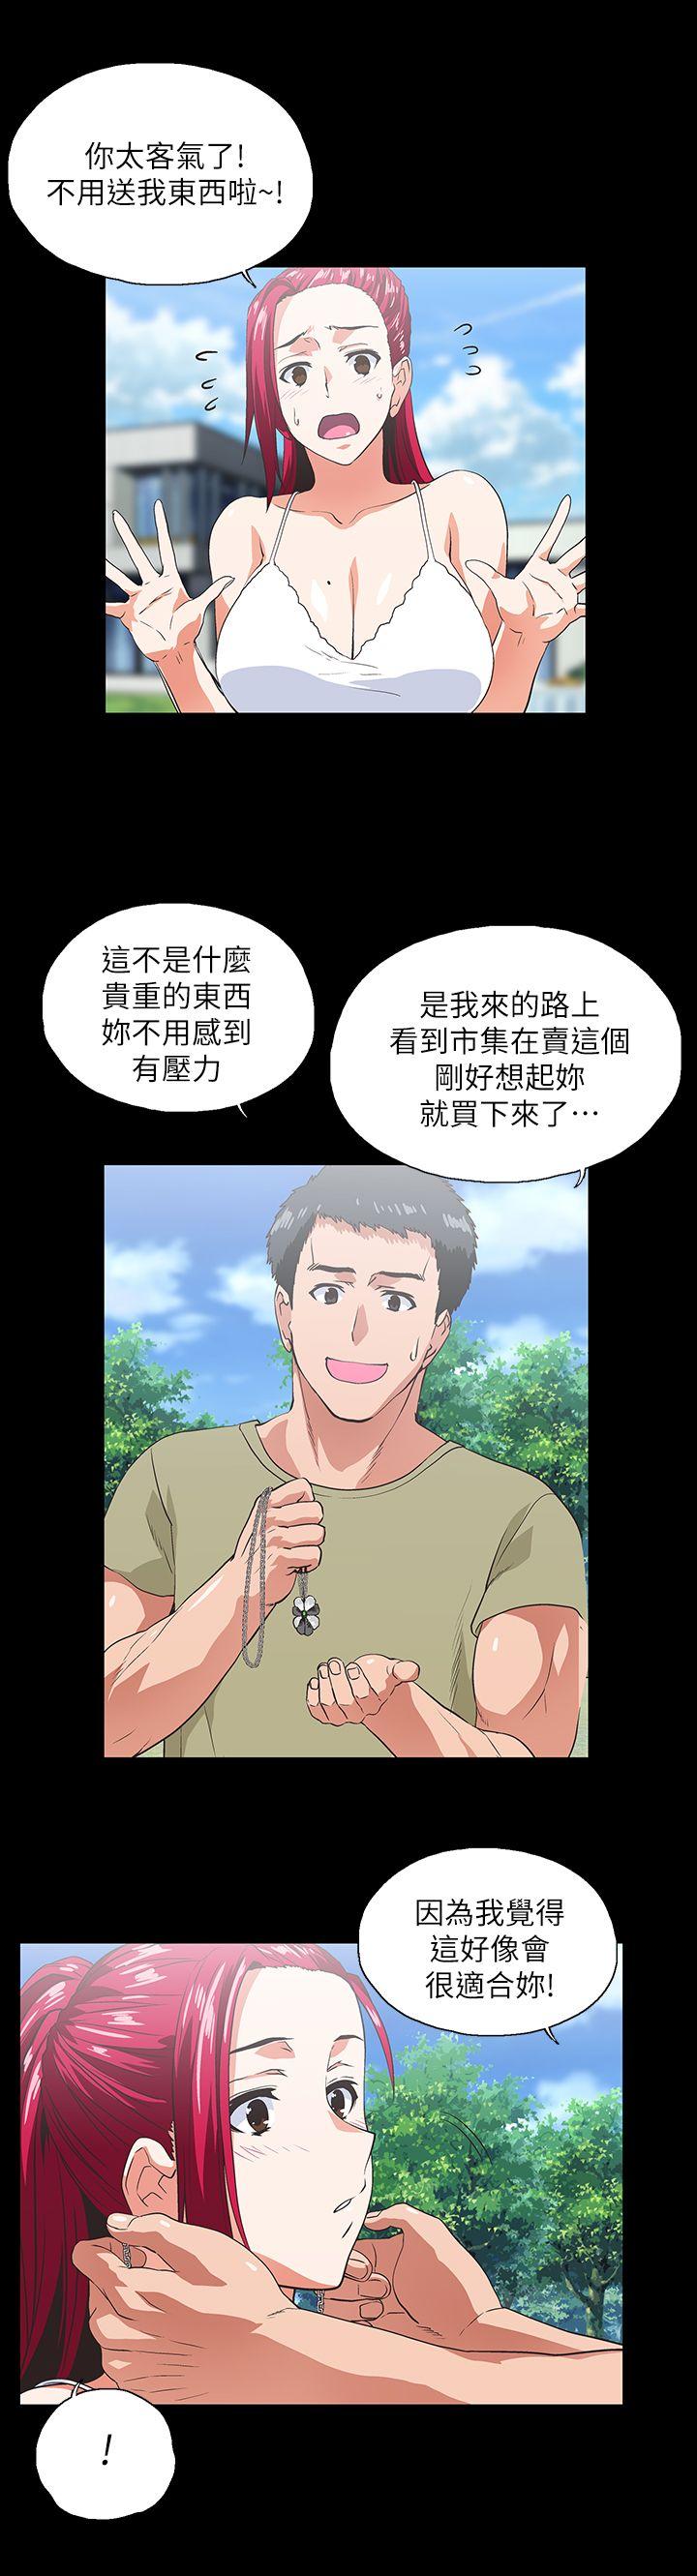 你太客氣了!
不用送我東西啦~!
這不是什麼
貴重的東西
妳不用感到
有壓力
是我來的路上
看到市集在賣這個
剛好想起妳
就買下來了…
因為我覺得
這好像會
很適合妳!
!